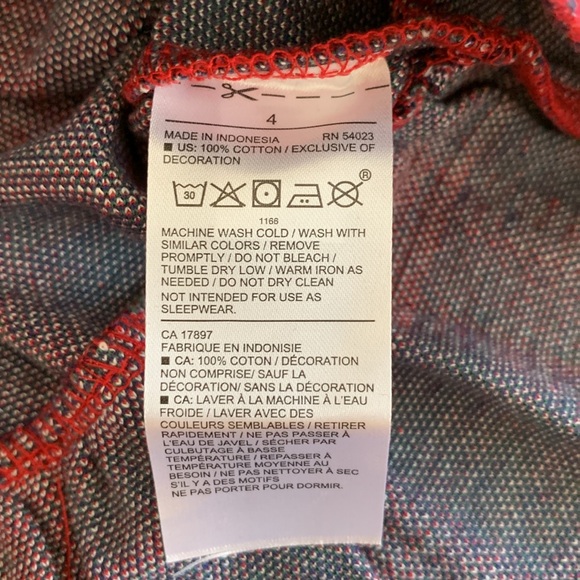 4
MADE IN INDONESIA RN 54023
■ US: 100% COTTON / EXCLUSIVE OF
DECORATION
30
®
1168
MACHINE WASH COLD / WASH WITH
SIMILAR COLORS / REMOVE
PROMPTLY / DO NOT BLEACH /
TUMBLE DRY LOW / WARM IRON AS
NEEDED / DO NOT DRY CLEAN
NOT INTENDED FOR USE AS
SLEEPWEAR.
CA 17897
FABRIQUE EN INDONISIE
■ CA: 100% COTON / DÉCORATION
NON COMPRISE/ SAUF LA
DÉCORATION/ SANS LA DÉCORATION
■ CA: LAVER À LA MACHINE À L'EAU
FROIDE / LAVER AVEC DES
COULEURS SEMBLABLES / RETIRER
RAPIDEMENT / NE PAS PASSER À
L'EAU DE JAVEL / SÉCHER PAR
CULBUTAGE À BASSE
TEMPÉRATURE / REPASSER À
TEMPÉRATURE MOYENNE AU
BESOIN / NE PAS NETTOYER À SEC
S'IL Y A DES MOTIFS
NE PAS PORTER POUR DORMIR.